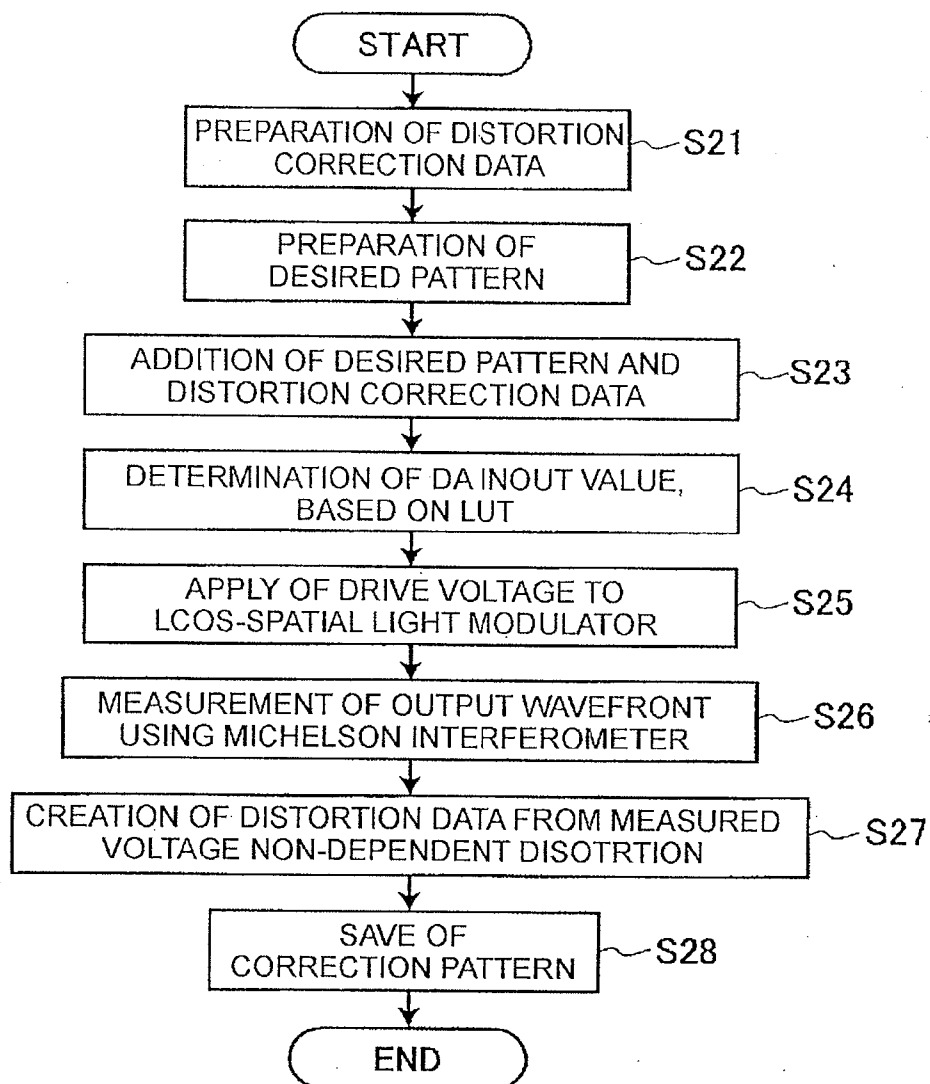 START
PREPARATION OF DISTORTION
CORRECTION DATA
S21
PREPARATION OF
DESIRED PATTERN
S22
ADDITION OF DESIRED PATTERN AND
DISTORTION CORRECTION DATA
S23
DETERMINATION OF DA INOUT VALUE,
BASED ON LUT
S24
APPLY OF DRIVE VOLTAGE TO
LCOS-SPATIAL LIGHT MODULATOR
S25
MEASUREMENT OF OUTPUT WAVEFRONT
USING MICHELSON INTERFEROMETER
S26
CREATION OF DISTORTION DATA FROM MEASURED
VOLTAGE NON-DEPENDENT DISOTRTION
S27
SAVE OF
CORRECTION PATTERN
S28
END